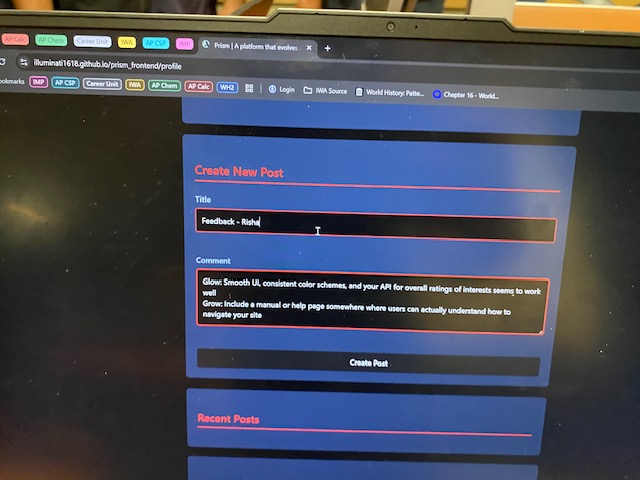 AP Calc AP Chem Career Unit IWA AP CSP IMP Prism | A platform that evolves
illuminati1618.github.io/prism_frontend/profile
ookmarks IMP AP CSP Career Unit IWA AP Chem AP Calc WH2 Login IWA Source World History: Patte... Chapter 16 - World...
Create New Post
Title
Feedback - Risha
Comment
Glow: Smooth UI, consistent color schemes, and your API for overall ratings of interests seems to work
well
Grow: Include a manual or help page somewhere where users can actually understand how to
navigate your site
Create Post
Recent Posts